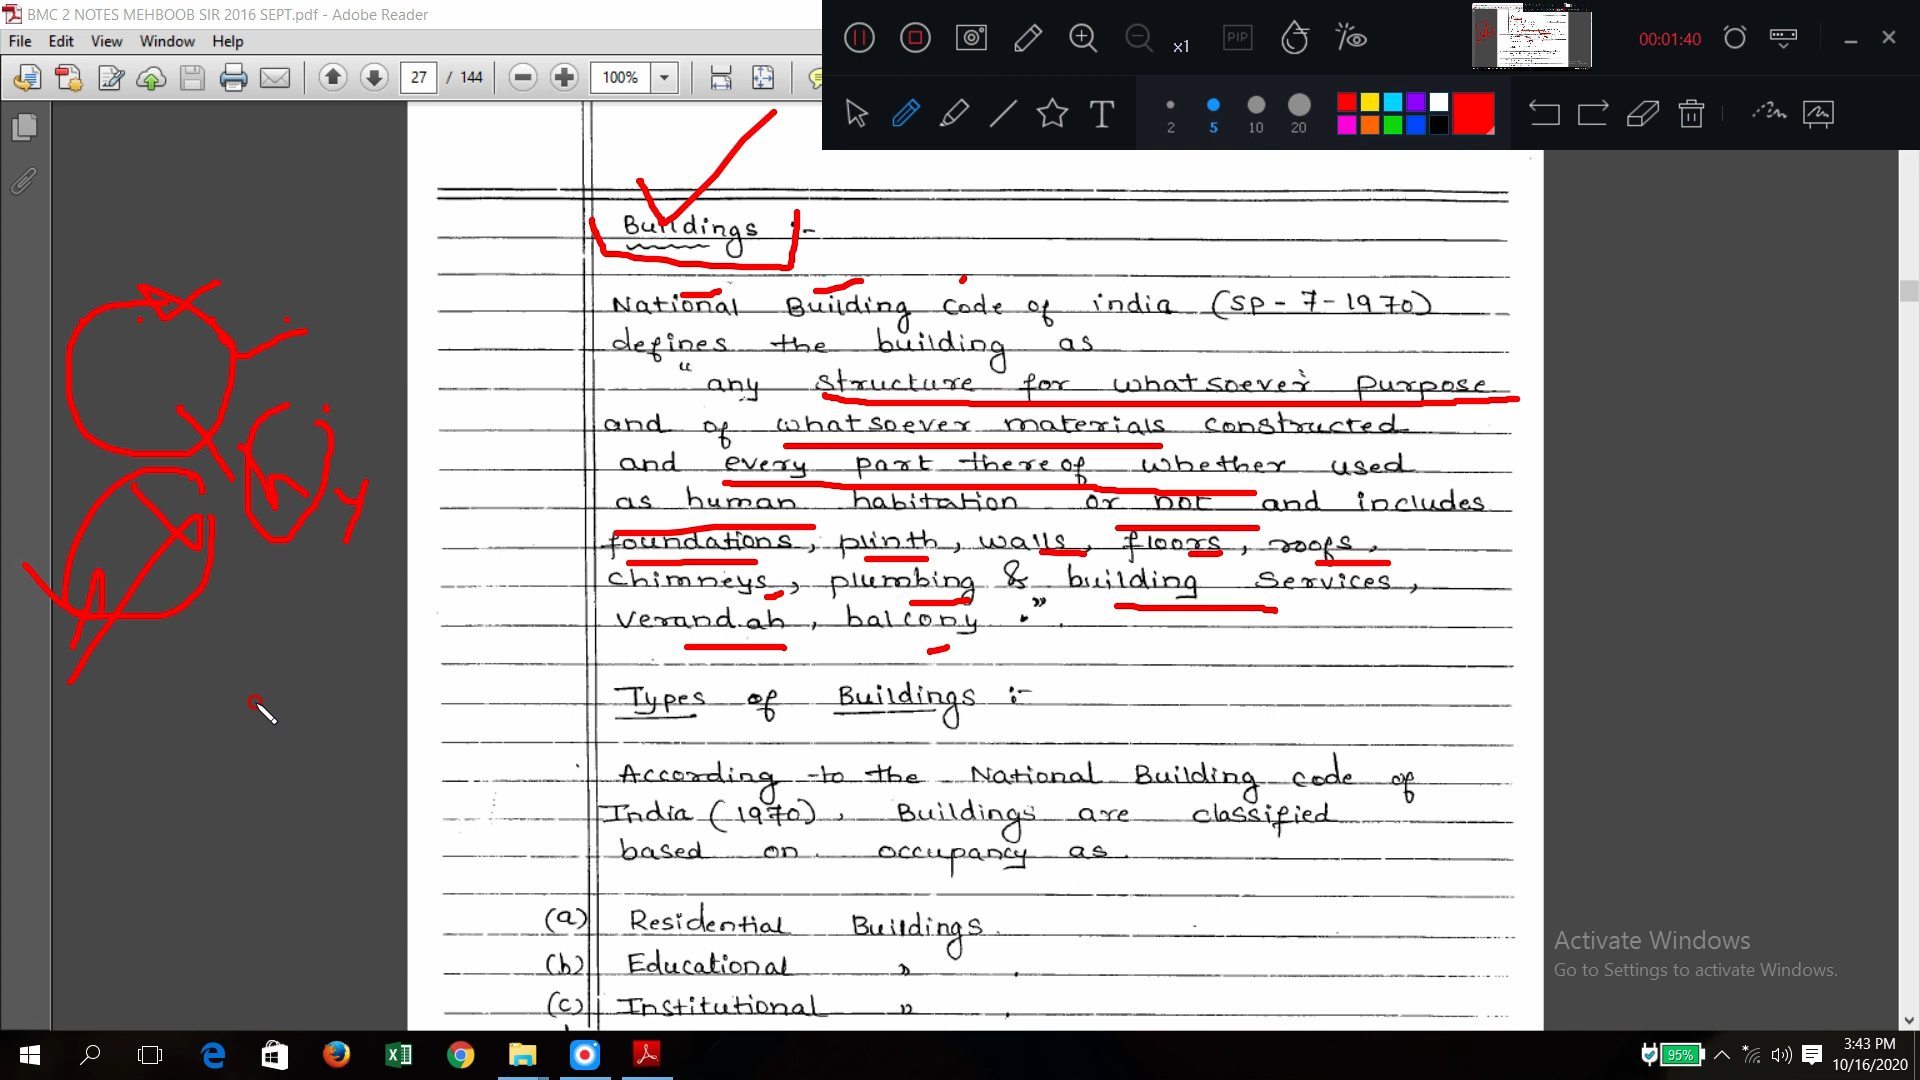 BMC 2 NOTES MEHBOOB SIR 2016 SEPT.pdf - Adobe Reader
File Edit View Window Help
27 / 144 100%
x1 PIP 00:01:40
T 2 5 10 20
Buildings :-
National Building Code of india (SP - 7 - 1970)
defines the building as
" any structure for whatsoever purpose
and of whatsoever materials constructed
and every part thereof whether used
as human habitation or not and includes
foundations, plinth, walls, floors, roofs,
chimneys, plumbing & building services,
Verandah, balcony ."
Types of Buildings :-
According to the National Building code of
India (1970), Buildings are classified
based on occupancy as
(a) Residential Buildings.
(b) Educational "
(c) Institutional "
Activate Windows
Go to Settings to activate Windows.
95%
3:43 PM
10/16/2020